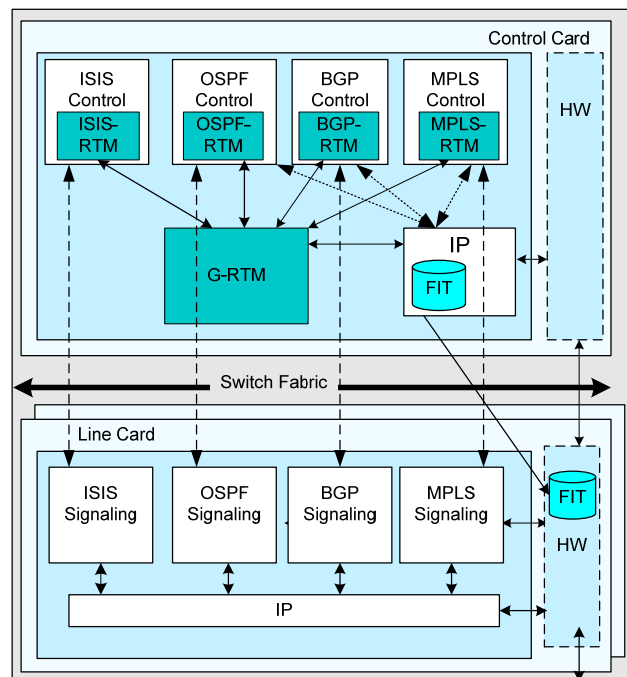 Control Card
ISIS
Control
ISIS-
RTM
OSPF
Control
OSPF-
RTM
BGP
Control
BGP-
RTM
MPLS
Control
MPLS-
RTM
HW
G-RTM
IP
FIT
Switch Fabric
Line Card
ISIS
Signaling
OSPF
Signaling
BGP
Signaling
MPLS
Signaling
FIT
HW
IP